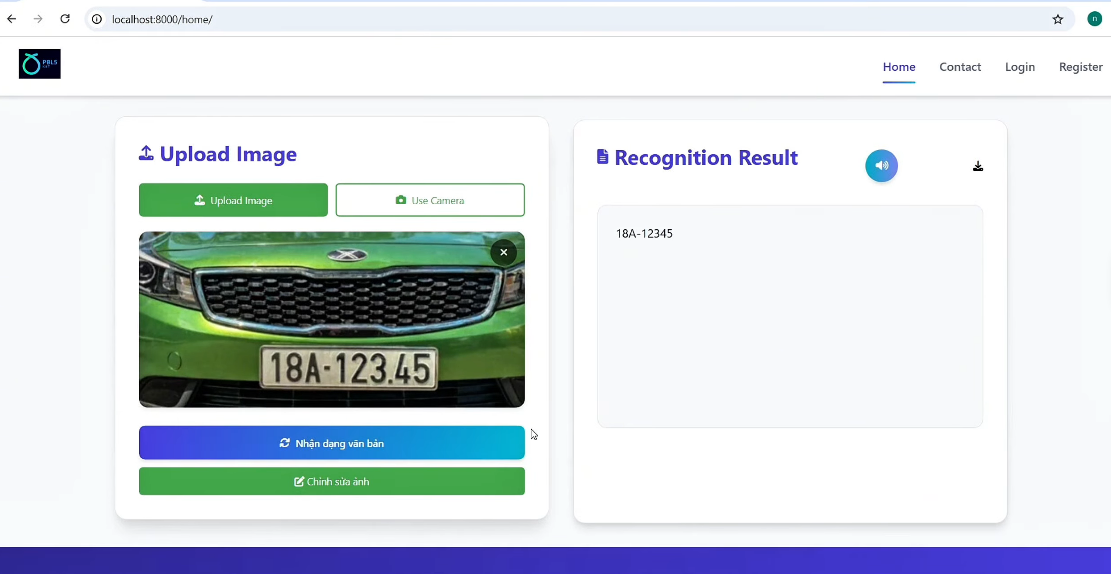 localhost:8000/home/
n
PBL5
Home
Contact
Login
Register
Upload Image
Upload Image
Use Camera
18A-123.45
Nhận dạng văn bản
Chỉnh sửa ảnh
Recognition Result
18A-12345